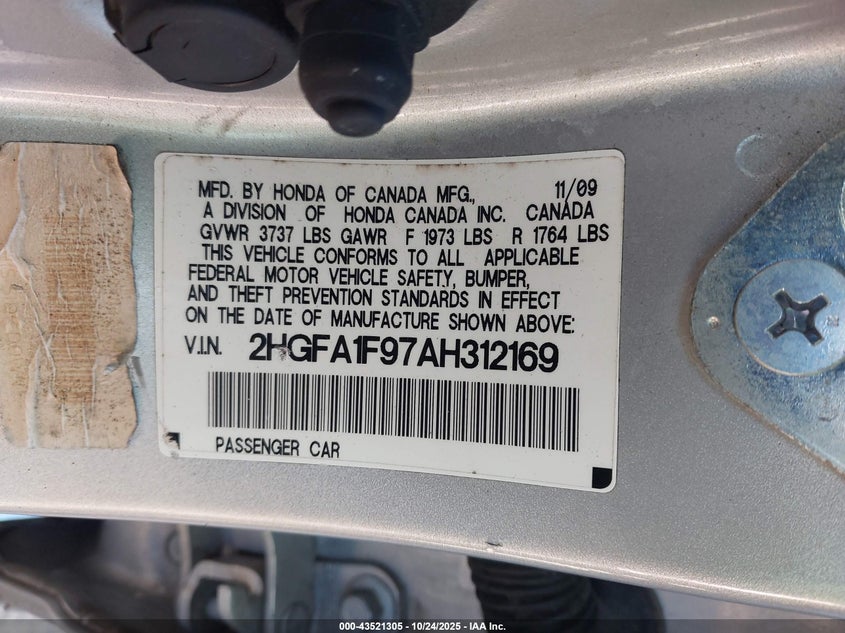 MFD. BY HONDA OF CANADA MFG., 11/09
A DIVISION OF HONDA CANADA INC. CANADA
GVWR 3737 LBS GAWR F 1973 LBS R 1764 LBS
THIS VEHICLE CONFORMS TO ALL APPLICABLE
FEDERAL MOTOR VEHICLE SAFETY, BUMPER,
AND THEFT PREVENTION STANDARDS IN EFFECT
ON THE DATE OF MANUFACTURE SHOWN ABOVE:
V.I.N. 2HGFA1F97AH312169
PASSENGER CAR
000-43521305 - 10/24/2025 - IAA, Inc.